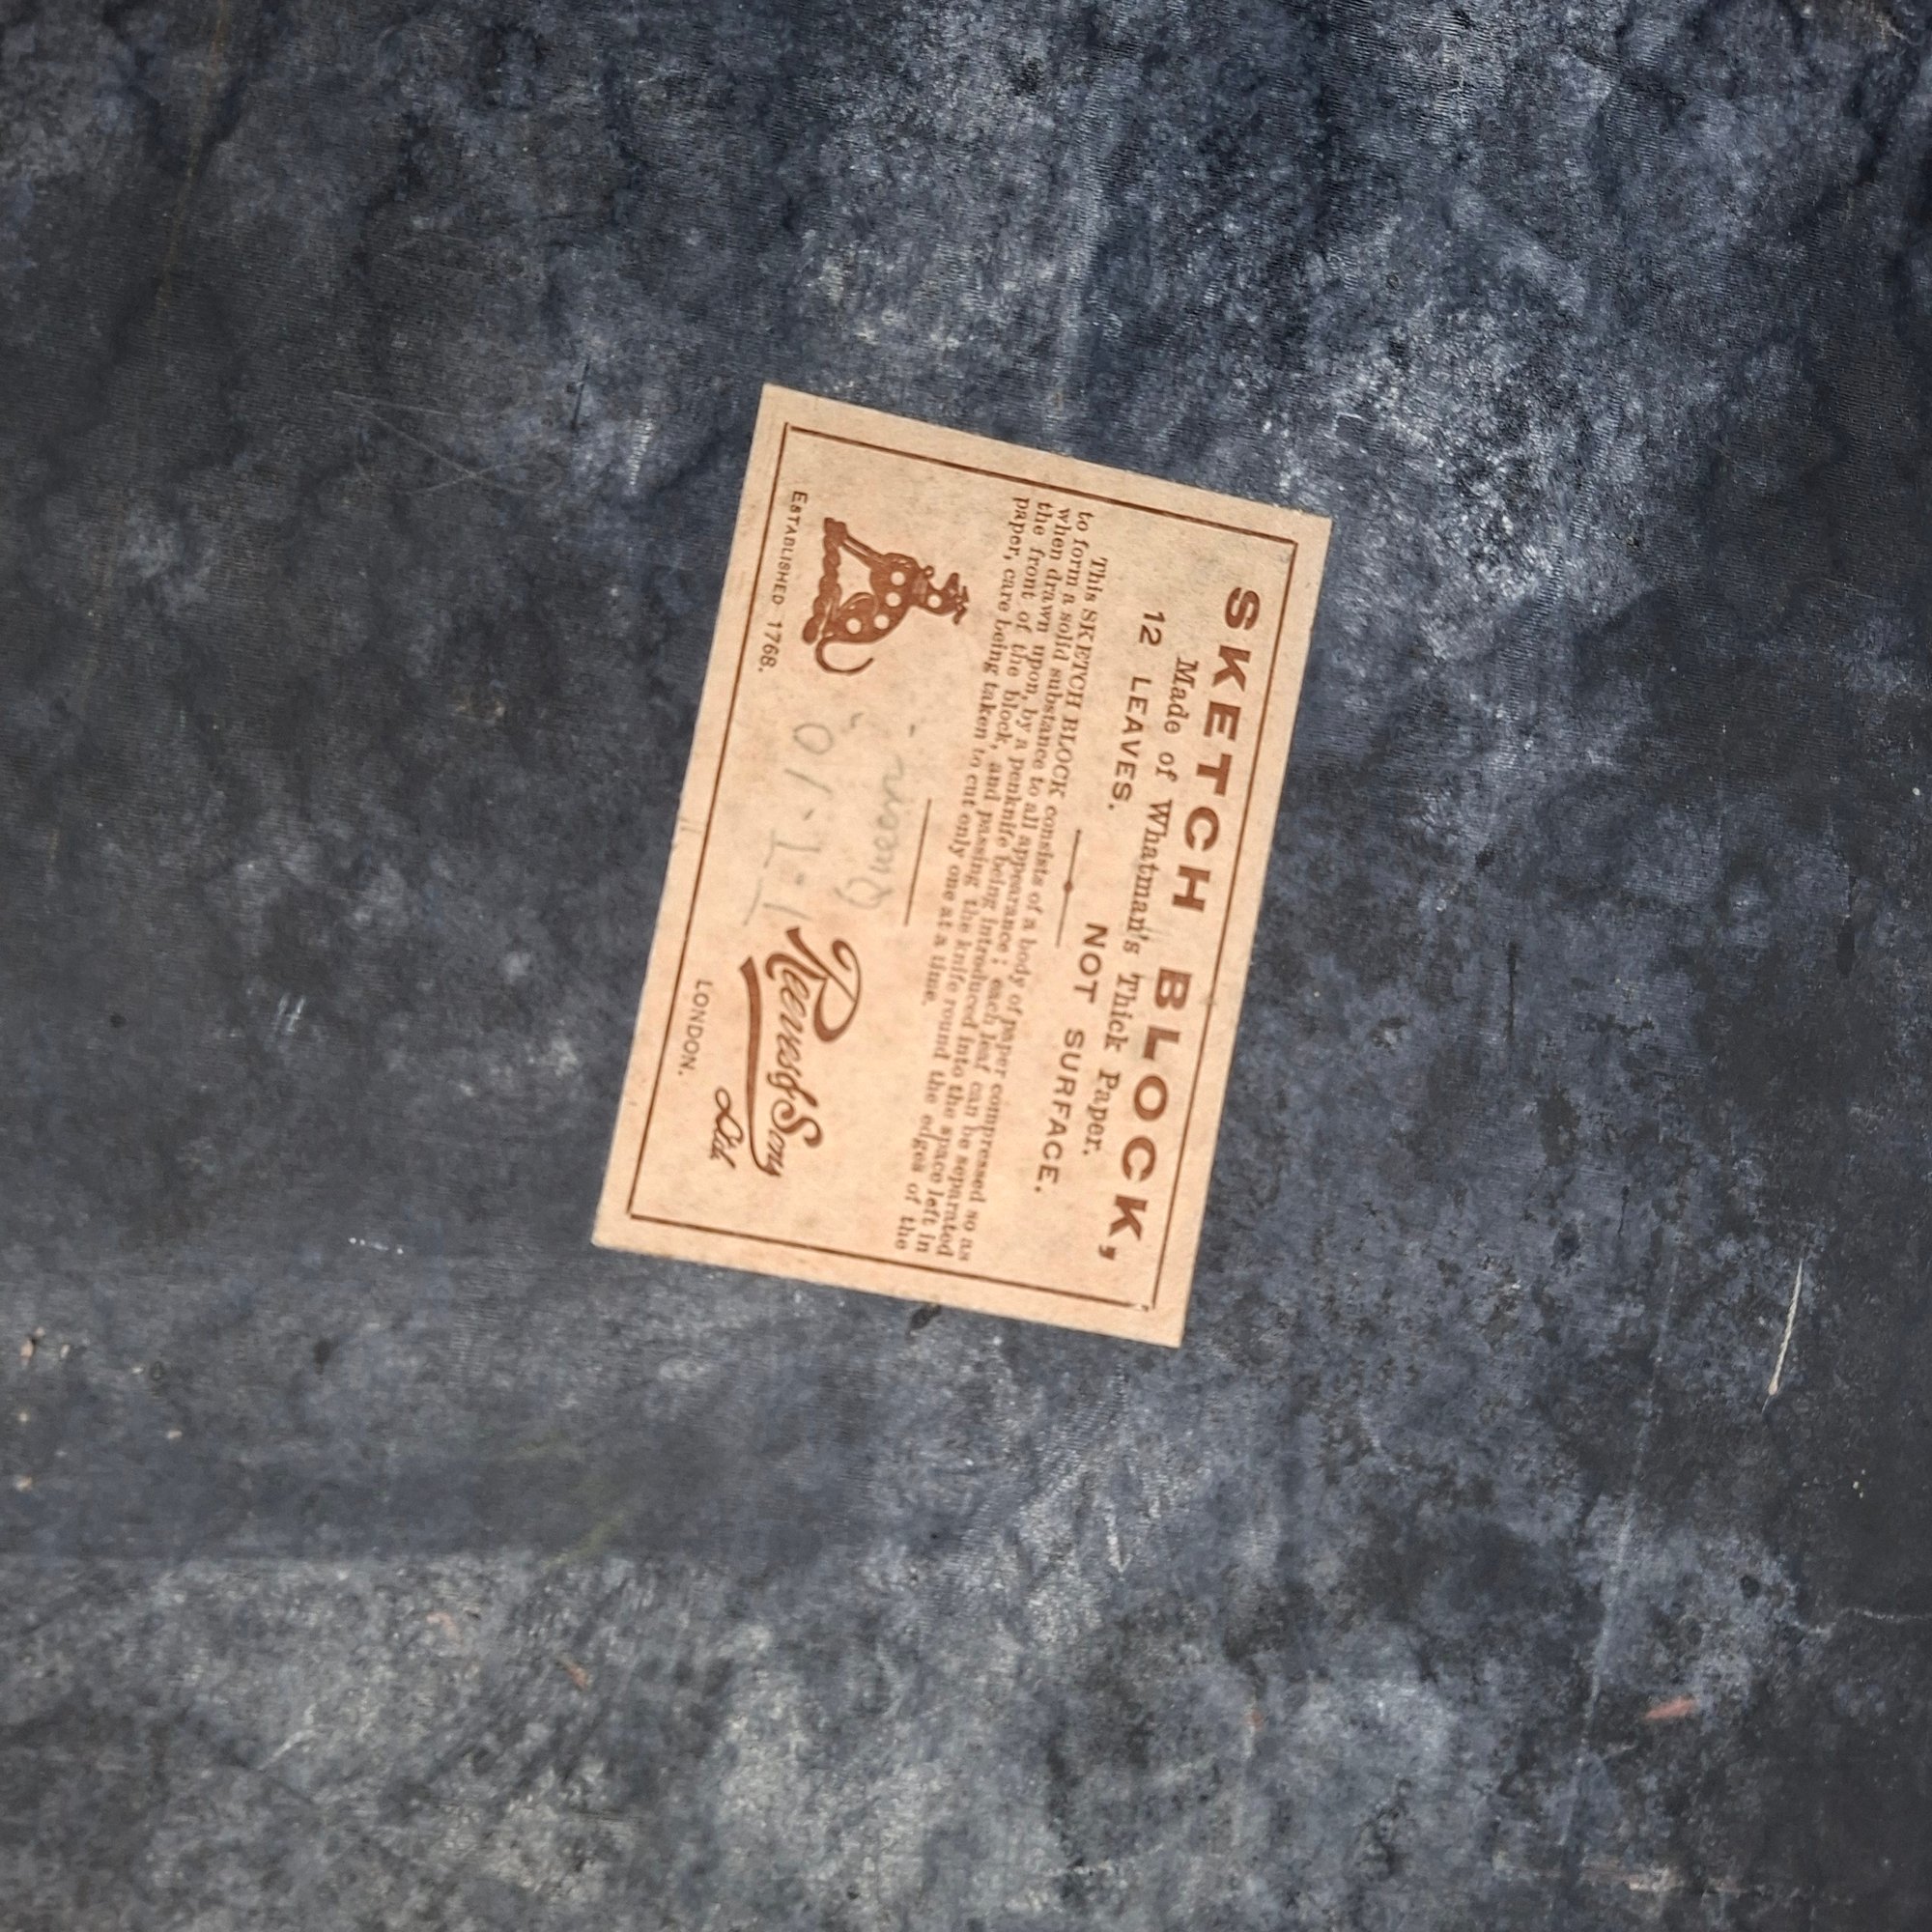 SKETCH BLOCK,
Made of Whatman's Thick Paper.
12 LEAVES. NOT SURFACE.
This SKETCH BLOCK consists of a body of paper compressed so as
to form a solid substance to all appearance; each leaf can be separated
when drawn upon, by a penknife being introduced into the space left in
the front of the block, and passing the knife round the edges of the
paper, care being taken to cut only one at a time.
Reeves & Sons
Ltd
ESTABLISHED 1768.
LONDON.